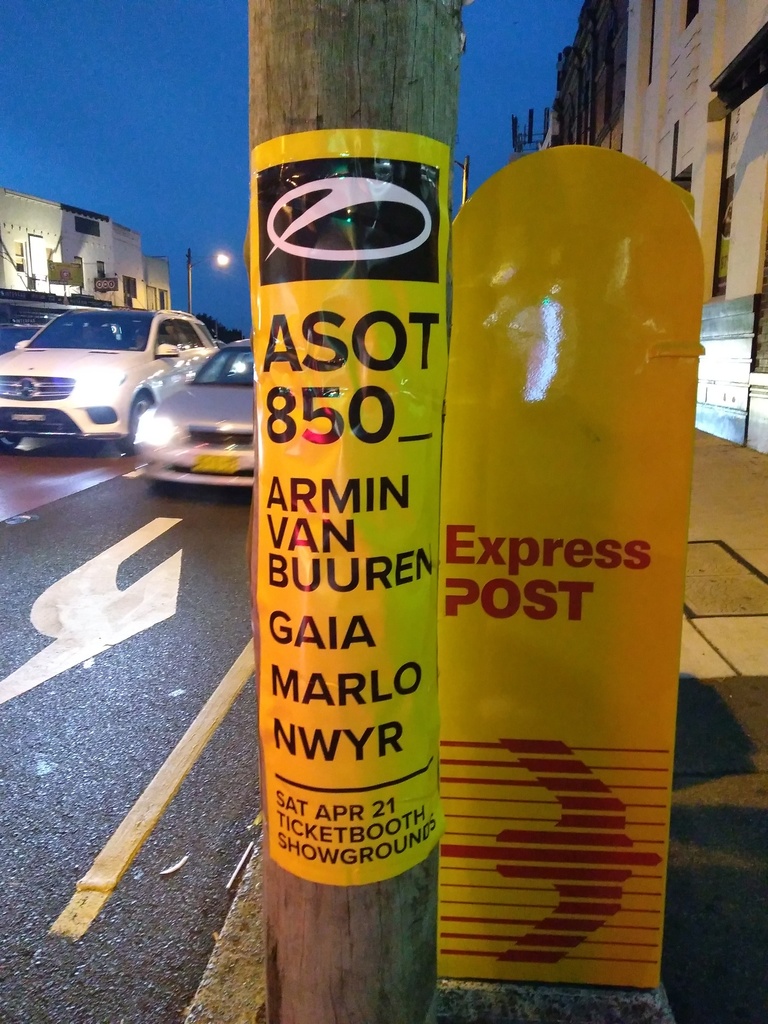 ASOT
850_
ARMIN
VAN
BUUREN
GAIA
MARLO
NWYR
SAT APR 21
TICKETBOOTH
SHOWGROUNDS
Express
POST